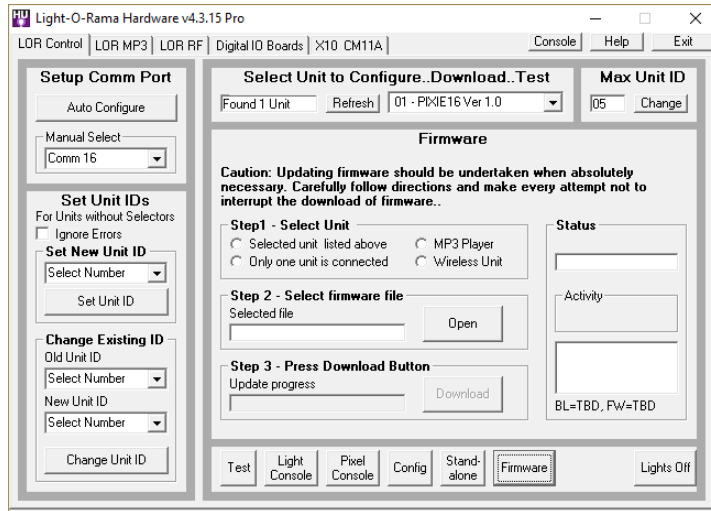 Light-O-Rama Hardware v4.3.15 Pro
LOR Control
LOR MP3
LOR RF
Digital IO Boards
X10 CM11A
Console
Help
Exit
Setup Comm Port
Auto Configure
Manual Select
Comm 16
Set Unit IDs
For Units without Selectors
Ignore Errors
Set New Unit ID
Select Number
Set Unit ID
Change Existing ID
Old Unit ID
Select Number
New Unit ID
Select Number
Change Unit ID
Select Unit to Configure..Download..Test
Found 1 Unit
Refresh
01 - PIXIE16 Ver 1.0
Max Unit ID
05
Change
Firmware
Caution: Updating firmware should be undertaken when absolutely
necessary. Carefully follow directions and make every attempt not to
interrupt the download of firmware..
Step1 - Select Unit
Selected unit listed above
MP3 Player
Only one unit is connected
Wireless Unit
Step 2 - Select firmware file
Selected file
Open
Step 3 - Press Download Button
Update progress
Download
Status
Activity
BL=TBD, FW=TBD
Test
Light
Console
Pixel
Console
Config
Stand-
alone
Firmware
Lights Off